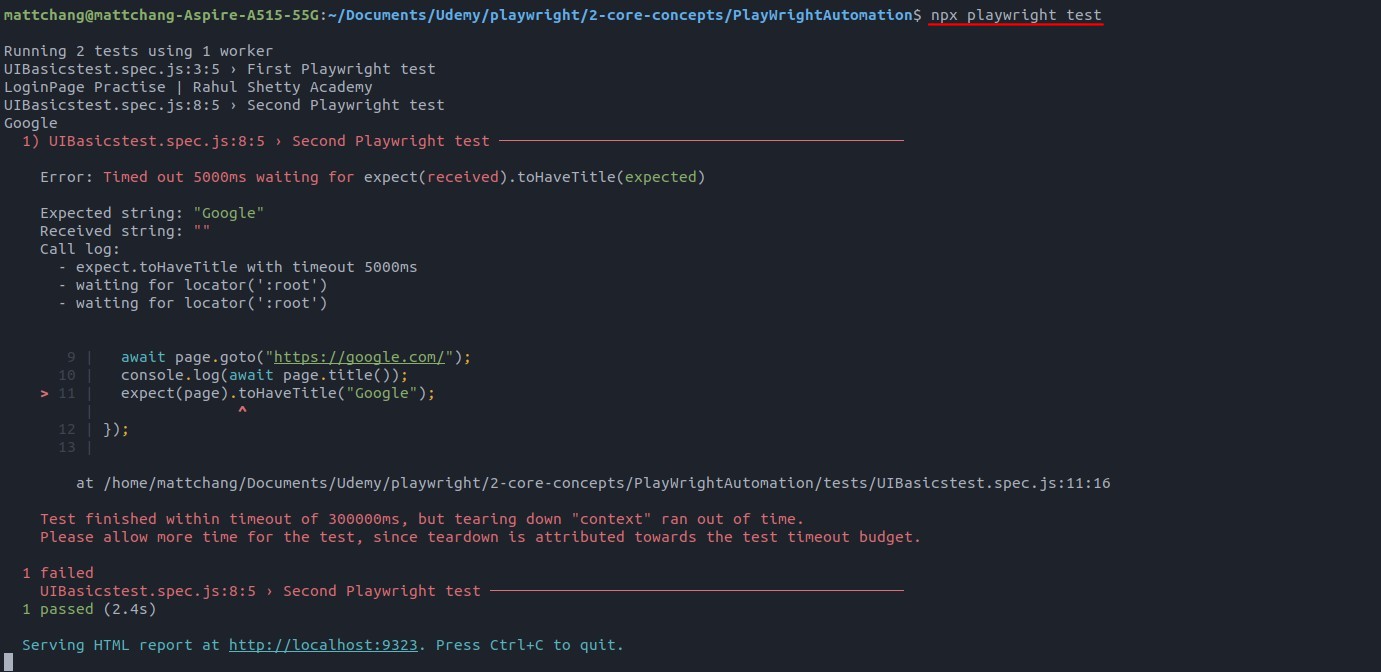 mattchang@mattchang-Aspire-A515-55G:~/Documents/Udemy/playwright/2-core-concepts/PlayWrightAutomation$ npx playwright test
Running 2 tests using 1 worker
UIBasicstest.spec.js:3:5 › First Playwright test
LoginPage Practise | Rahul Shetty Academy
UIBasicstest.spec.js:8:5 › Second Playwright test
Google
1) UIBasicstest.spec.js:8:5 › Second Playwright test
Error: Timed out 5000ms waiting for expect(received).toHaveTitle(expected)
Expected string: "Google"
Received string: ""
Call log:
- expect.toHaveTitle with timeout 5000ms
- waiting for locator(':root')
- waiting for locator(':root')
9 | await page.goto("https://google.com/");
10 | console.log(await page.title());
> 11 | expect(page).toHaveTitle("Google");
| ^
12 | });
13 |
at /home/mattchang/Documents/Udemy/playwright/2-core-concepts/PlayWrightAutomation/tests/UIBasicstest.spec.js:11:16
Test finished within timeout of 300000ms, but tearing down "context" ran out of time.
Please allow more time for the test, since teardown is attributed towards the test timeout budget.
1 failed
UIBasicstest.spec.js:8:5 › Second Playwright test
1 passed (2.4s)
Serving HTML report at http://localhost:9323. Press Ctrl+C to quit.